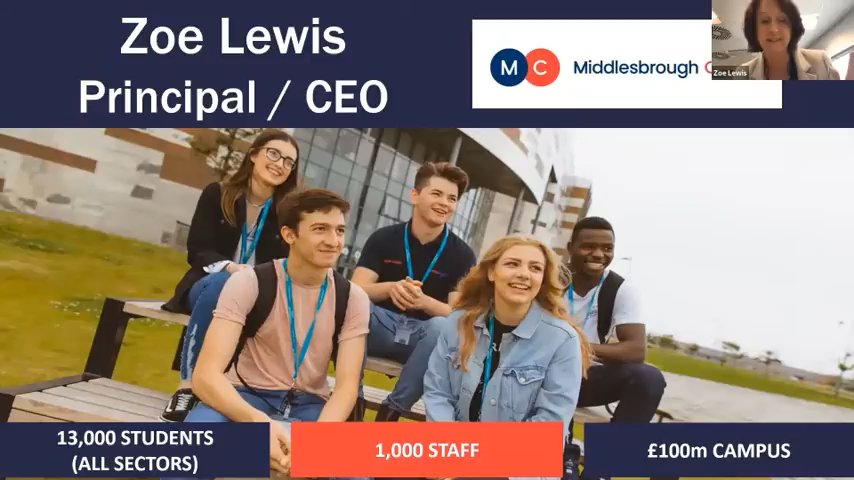 Zoe Lewis
Principal / CEO
MC
Middlesbrough
Zoe Lewis
13,000 STUDENTS
(ALL SECTORS)
1,000 STAFF
£100m CAMPUS